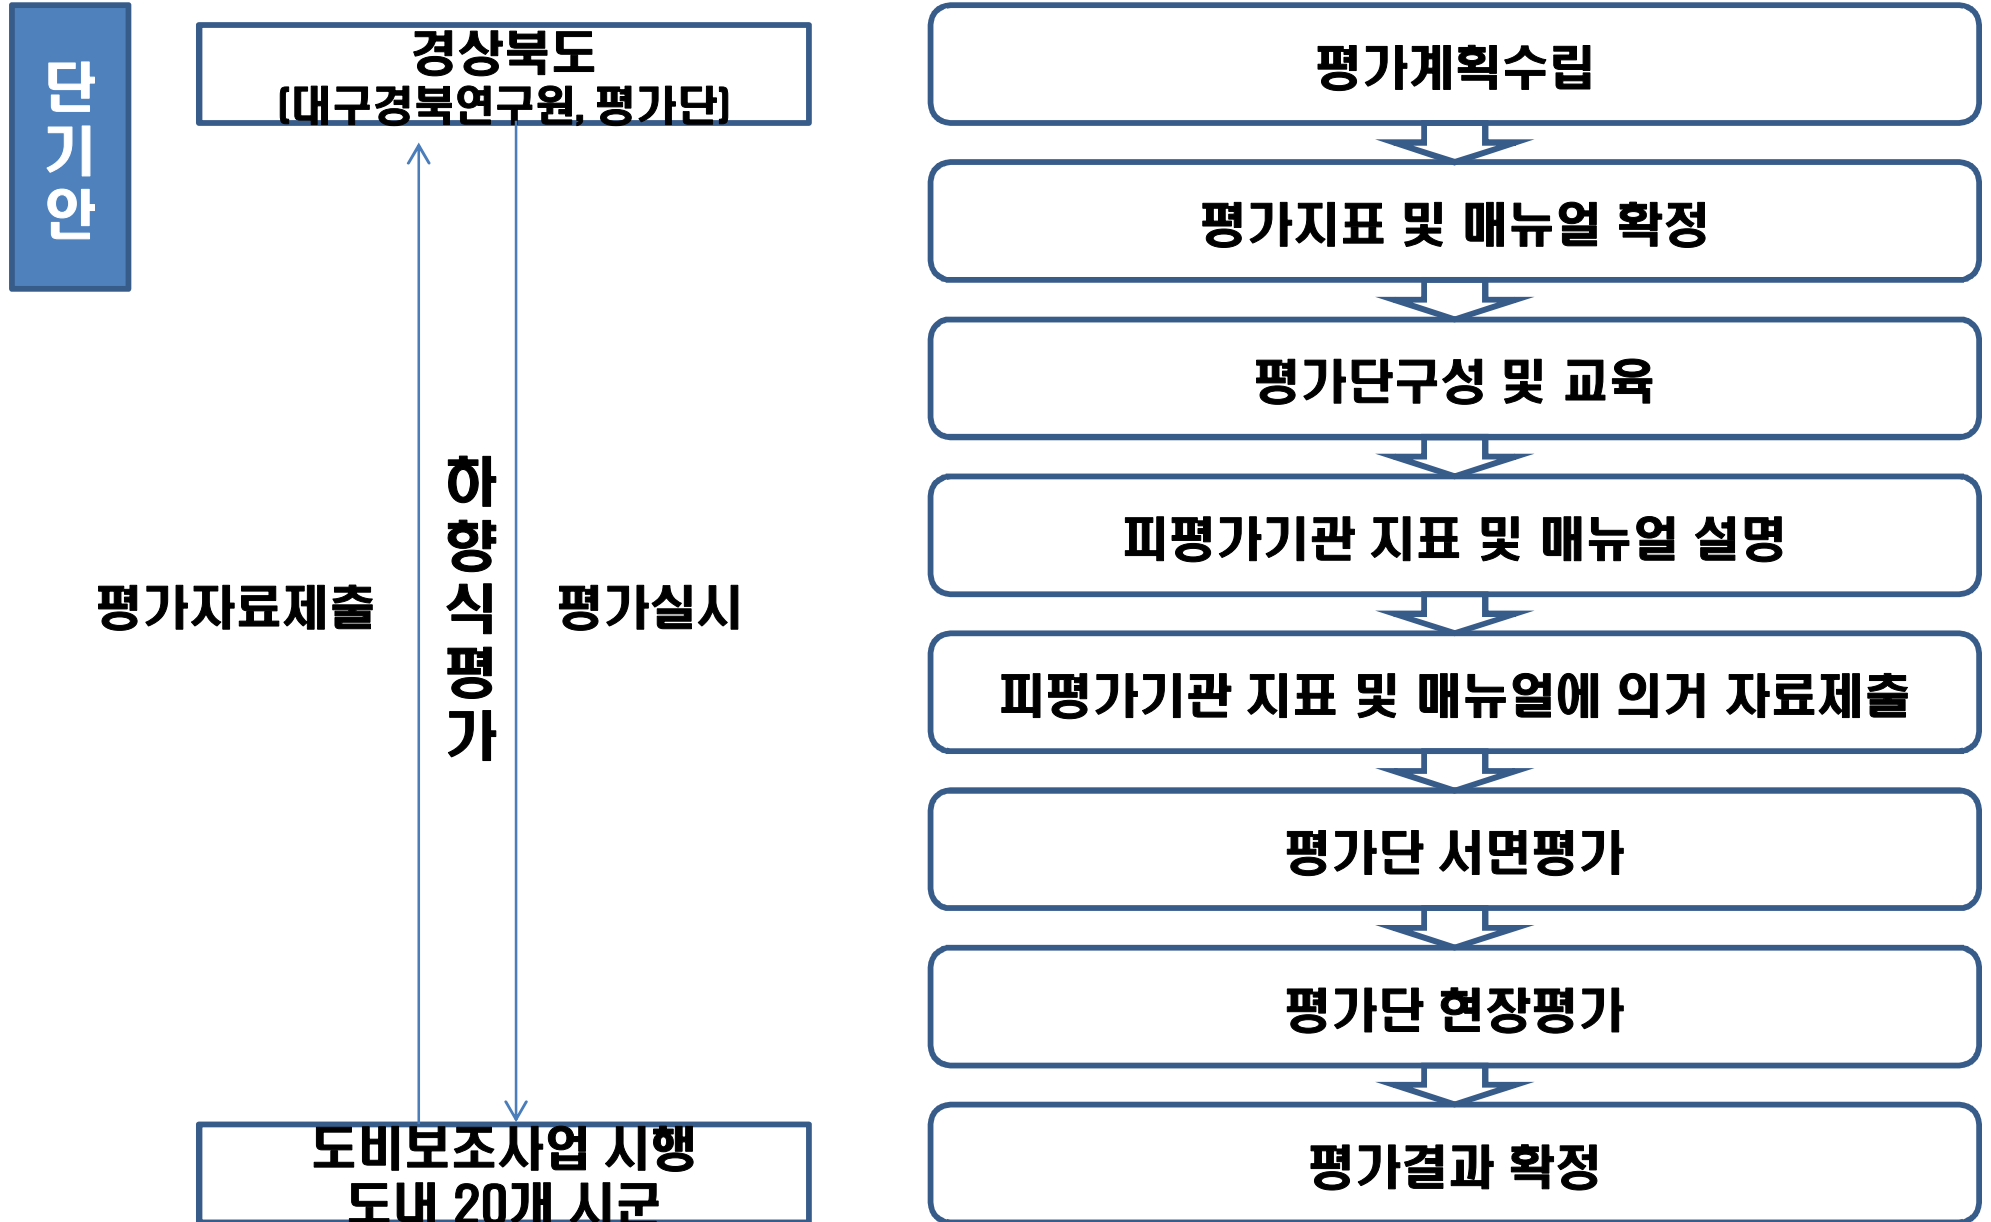 단기안
경상북도
(대구경북연구원, 평가단)
평가자료제출
하향식평가
평가실시
도비보조사업 시행
도내 20개 시군
평가계획수립
평가지표 및 매뉴얼 확정
평가단구성 및 교육
피평가기관 지표 및 매뉴얼 설명
피평가기관 지표 및 매뉴얼에 의거 자료제출
평가단 서면평가
평가단 현장평가
평가결과 확정